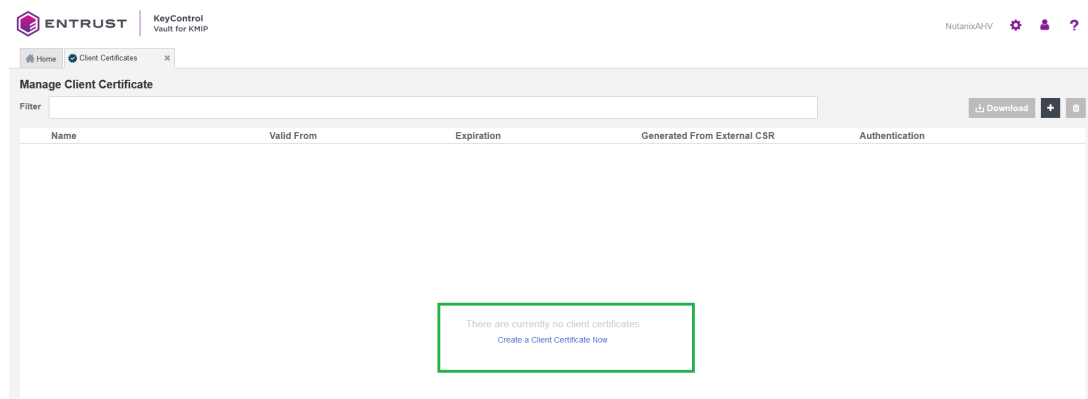 ENTRUST
KeyControl
Vault for KMIP
NutanixAHV
?
Home
Client Certificates
×
Manage Client Certificate
Filter
Download
+
Name Valid From Expiration Generated From External CSR Authentication
There are currently no client certificates
Create a Client Certificate Now